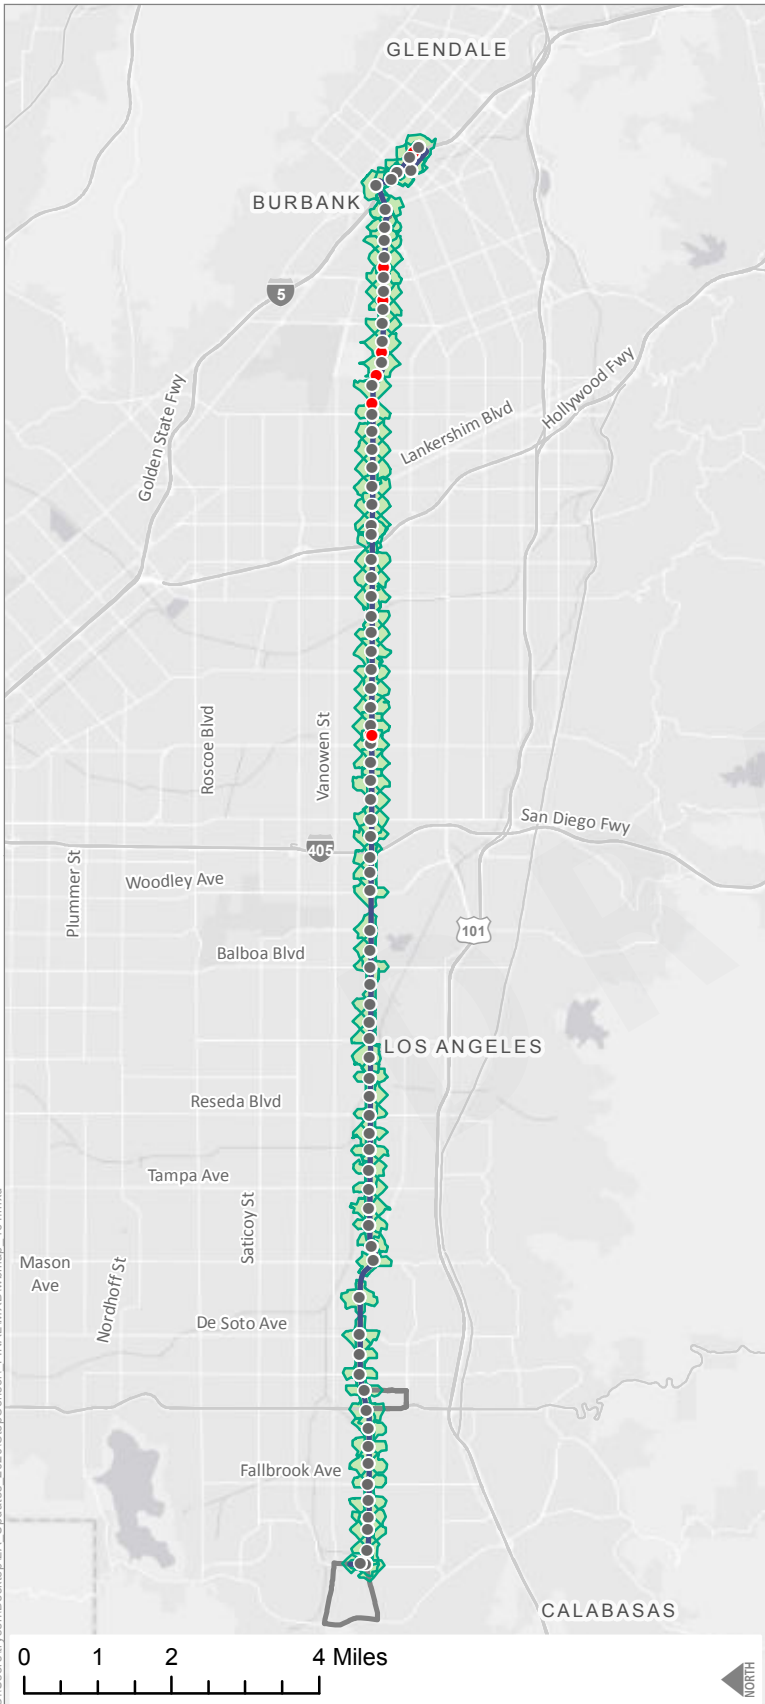 GLENDALE
BURBANK
5
Golden State Fwy
Hollywood Fwy
Lankershim Blvd
Roscoe Blvd
Vanowen St
San Diego Fwy
405
Plummer St
Woodley Ave
101
Balboa Blvd
LOS ANGELES
Reseda Blvd
Tampa Ave
Saticoy St
Mason
Ave
Nordhoff St
De Soto Ave
Fallbrook Ave
CALABASAS
0 1 2 4 Miles
NORTH